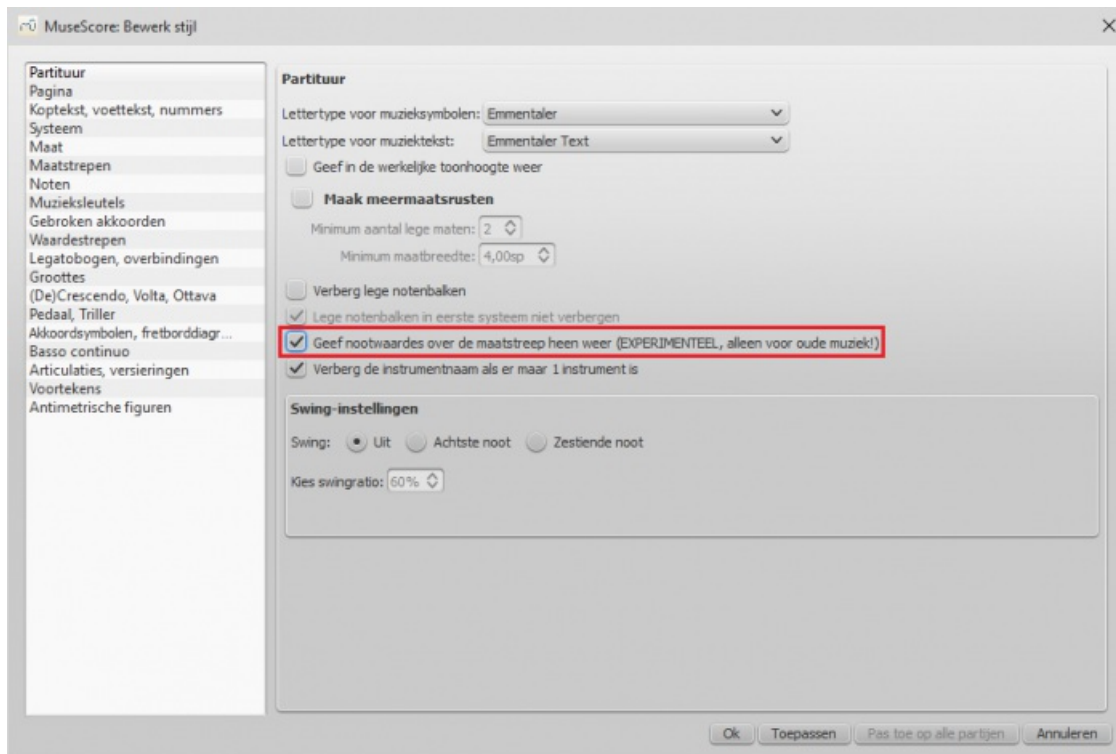 MuseScore: Bewerk stijl
Partituur
Pagina
Koptekst, voettekst, nummers
Systeem
Maat
Maatstrepen
Noten
Muzieksleutels
Gebroken akkoorden
Waardestrepen
Legatobogen, overbindingen
Groottes
(De)Crescendo, Volta, Ottava
Pedaal, Triller
Akkoordsymbolen, fretborddiagr...
Basso continuo
Articulaties, versieringen
Voortekens
Antimetrische figuren
Partituur
Lettertype voor muzieksymbolen: Emmentaler
Lettertype voor muziektekst: Emmentaler Text
Geef in de werkelijke toonhoogte weer
Maak meermaatsrusten
Minimum aantal lege maten: 2
Minimum maatbreedte: 4,00sp
Verberg lege notenbalken
Lege notenbalken in eerste systeem niet verbergen
Geef nootwaardes over de maatstreep heen weer (EXPERIMENTEEL, alleen voor oude muziek!)
Verberg de instrumentnaam als er maar 1 instrument is
Swing-instellingen
Swing: Uit Achtste noot Zestiende noot
Kies swingratio: 60%
Ok Toepassen Pas toe op alle partijen Annuleren